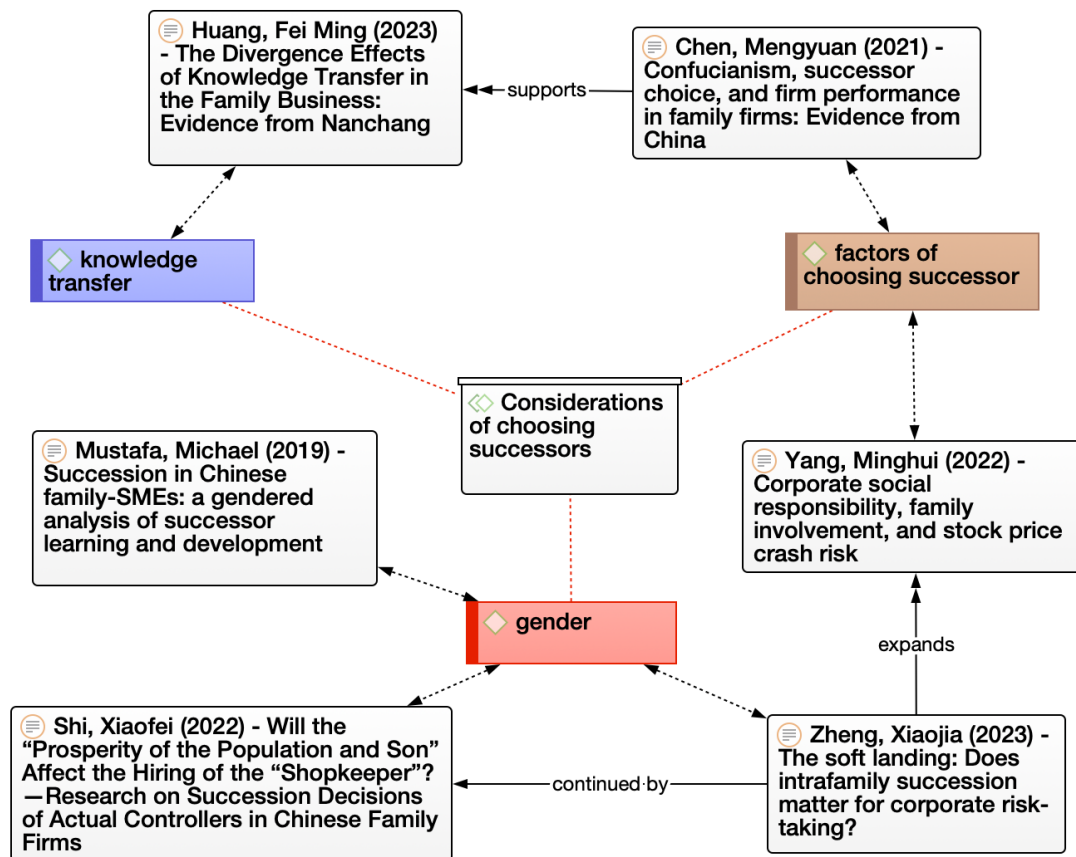 Huang, Fei Ming (2023)
- The Divergence Effects
of Knowledge Transfer in
the Family Business:
Evidence from Nanchang
supports
Chen, Mengyuan (2021) -
Confucianism, successor
choice, and firm performance
in family firms: Evidence from
China
knowledge
transfer
factors of
choosing successor
Considerations
of choosing
successors
Mustafa, Michael (2019) -
Succession in Chinese
family-SMEs: a gendered
analysis of successor
learning and development
Yang, Minghui (2022) -
Corporate social
responsibility, family
involvement, and stock price
crash risk
gender
expands
Shi, Xiaofei (2022) - Will the
“Prosperity of the Population and Son”
Affect the Hiring of the “Shopkeeper”?
—Research on Succession Decisions
of Actual Controllers in Chinese Family
Firms
continued by
Zheng, Xiaojia (2023) -
The soft landing: Does
intrafamily succession
matter for corporate risk-
taking?